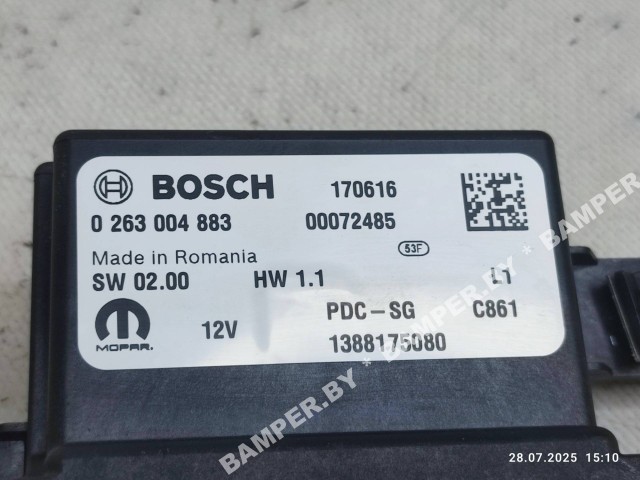 BOSCH 170616
0 263 004 883 00072485
Made in Romania 53F
SW 02.00 HW 1.1 L1
PDC-SG C861
MOPAR. 12V 1388175080
BAMPER.BY * BAMPER.BY * BAMPER.BY
28.07.2025 15:10